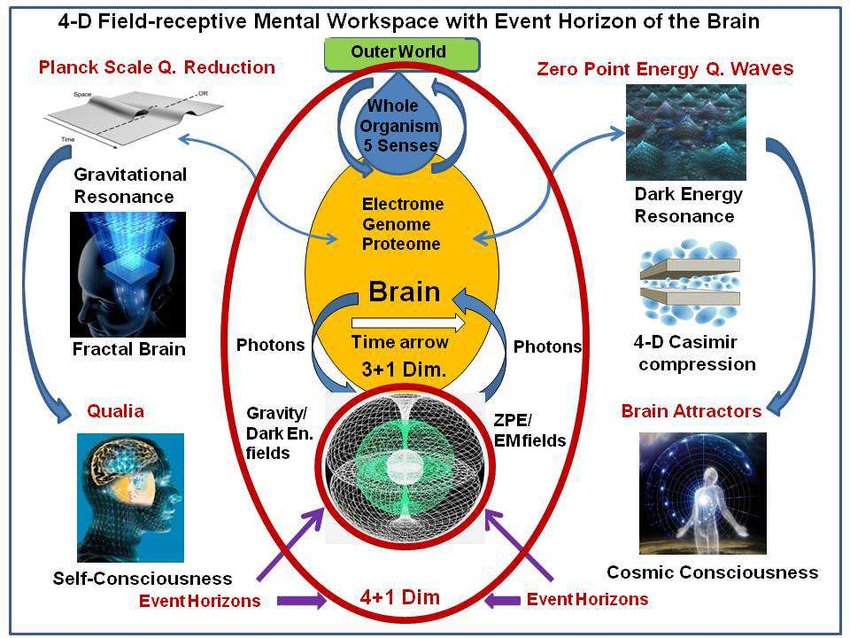 4-D Field-receptive Mental Workspace with Event Horizon of the Brain
Outer World
Planck Scale Q. Reduction
Zero Point Energy Q. Waves
Space
OR
Time
Whole
Organism
5 Senses
Gravitational
Resonance
Dark Energy
Resonance
Electrome
Genome
Proteome
Brain
Fractal Brain
Photons
Time arrow
3+1 Dim.
Photons
4-D Casimir
compression
Qualia
Gravity/
Dark En.
fields
ZPE/
EMfields
Brain Attractors
Self-Consciousness
Cosmic Consciousness
Event Horizons
4+1 Dim
Event Horizons